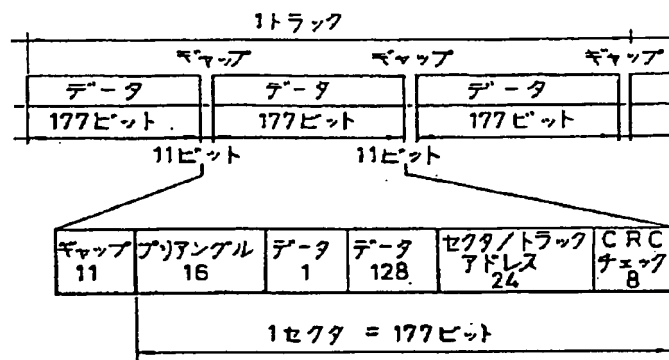 1トラック
ギャップ ギャップ ギャップ
データ データ データ
177ビット 177ビット 177ビット
11ビット 11ビット
ギャップ プリアングル データ データ セクタ/トラック CRC
アドレス チェック
11 16 1 128 24 8
1セクタ = 177ビット